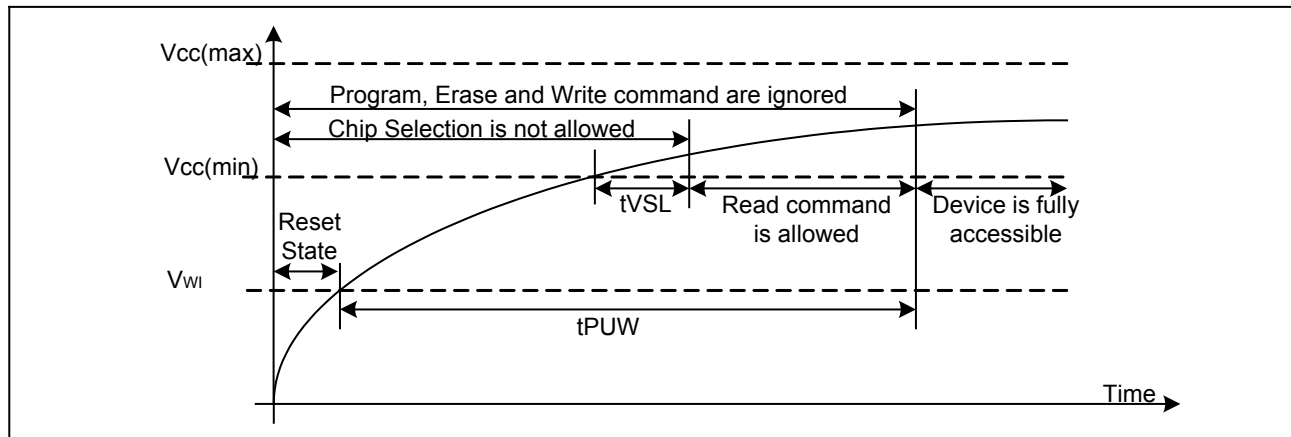 Vcc(max)
Program, Erase and Write command are ignored
Chip Selection is not allowed
Vcc(min)
tVSL
Read command
is allowed
Device is fully
accessible
Reset
State
VWI
tPUW
Time